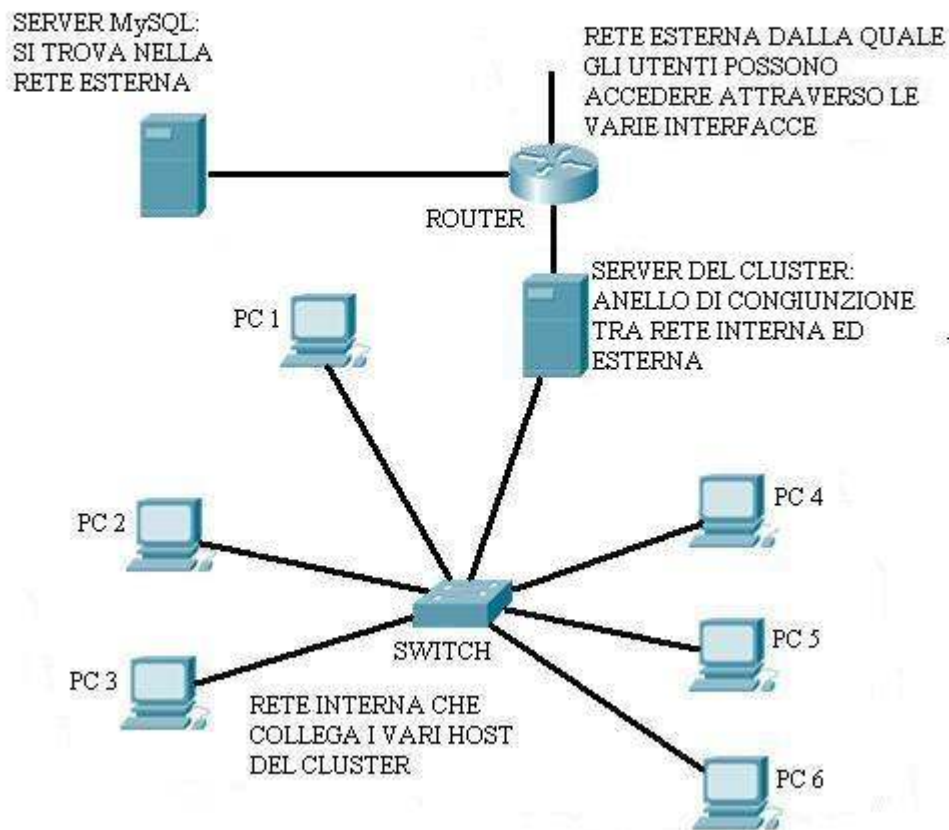 SERVER MySQL:
SI TROVA NELLA
RETE ESTERNA
RETE ESTERNA DALLA QUALE
GLI UTENTI POSSONO
ACCEDERE ATTRAVERSO LE
VARIE INTERFACCE
ROUTER
SERVER DEL CLUSTER:
ANELLO DI CONGIUNZIONE
TRA RETE INTERNA ED
ESTERNA
PC 1
PC 2
PC 4
SWITCH
PC 5
PC 3
RETE INTERNA CHE
COLLEGA I VARI HOST
DEL CLUSTER
PC 6